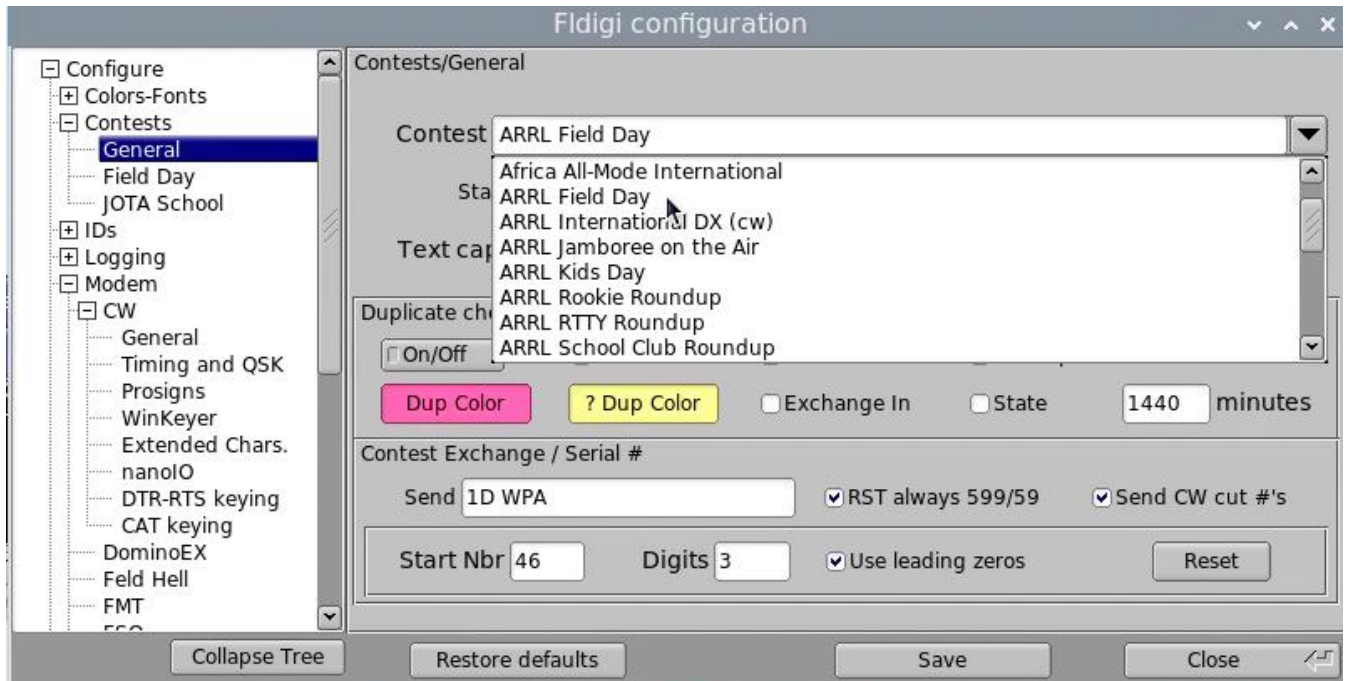 Fldigi configuration
Configure
Colors-Fonts
Contests
General
Field Day
JOTA School
IDs
Logging
Modem
CW
General
Timing and QSK
Prosigns
WinKeyer
Extended Chars.
nanoIO
DTR-RTS keying
CAT keying
DominoEX
Feld Hell
FMT
Collapse Tree
Contests/General
Contest ARRL Field Day
Africa All-Mode International
Sta
ARRL Field Day
ARRL International DX (cw)
Text cap
ARRL Jamboree on the Air
ARRL Kids Day
ARRL Rookie Roundup
ARRL RTTY Roundup
ARRL School Club Roundup
Duplicate che
On/Off
Dup Color ? Dup Color Exchange In State 1440 minutes
Contest Exchange / Serial #
Send 1D WPA RST always 599/59 Send CW cut #'s
Start Nbr 46 Digits 3 Use leading zeros Reset
Restore defaults Save Close